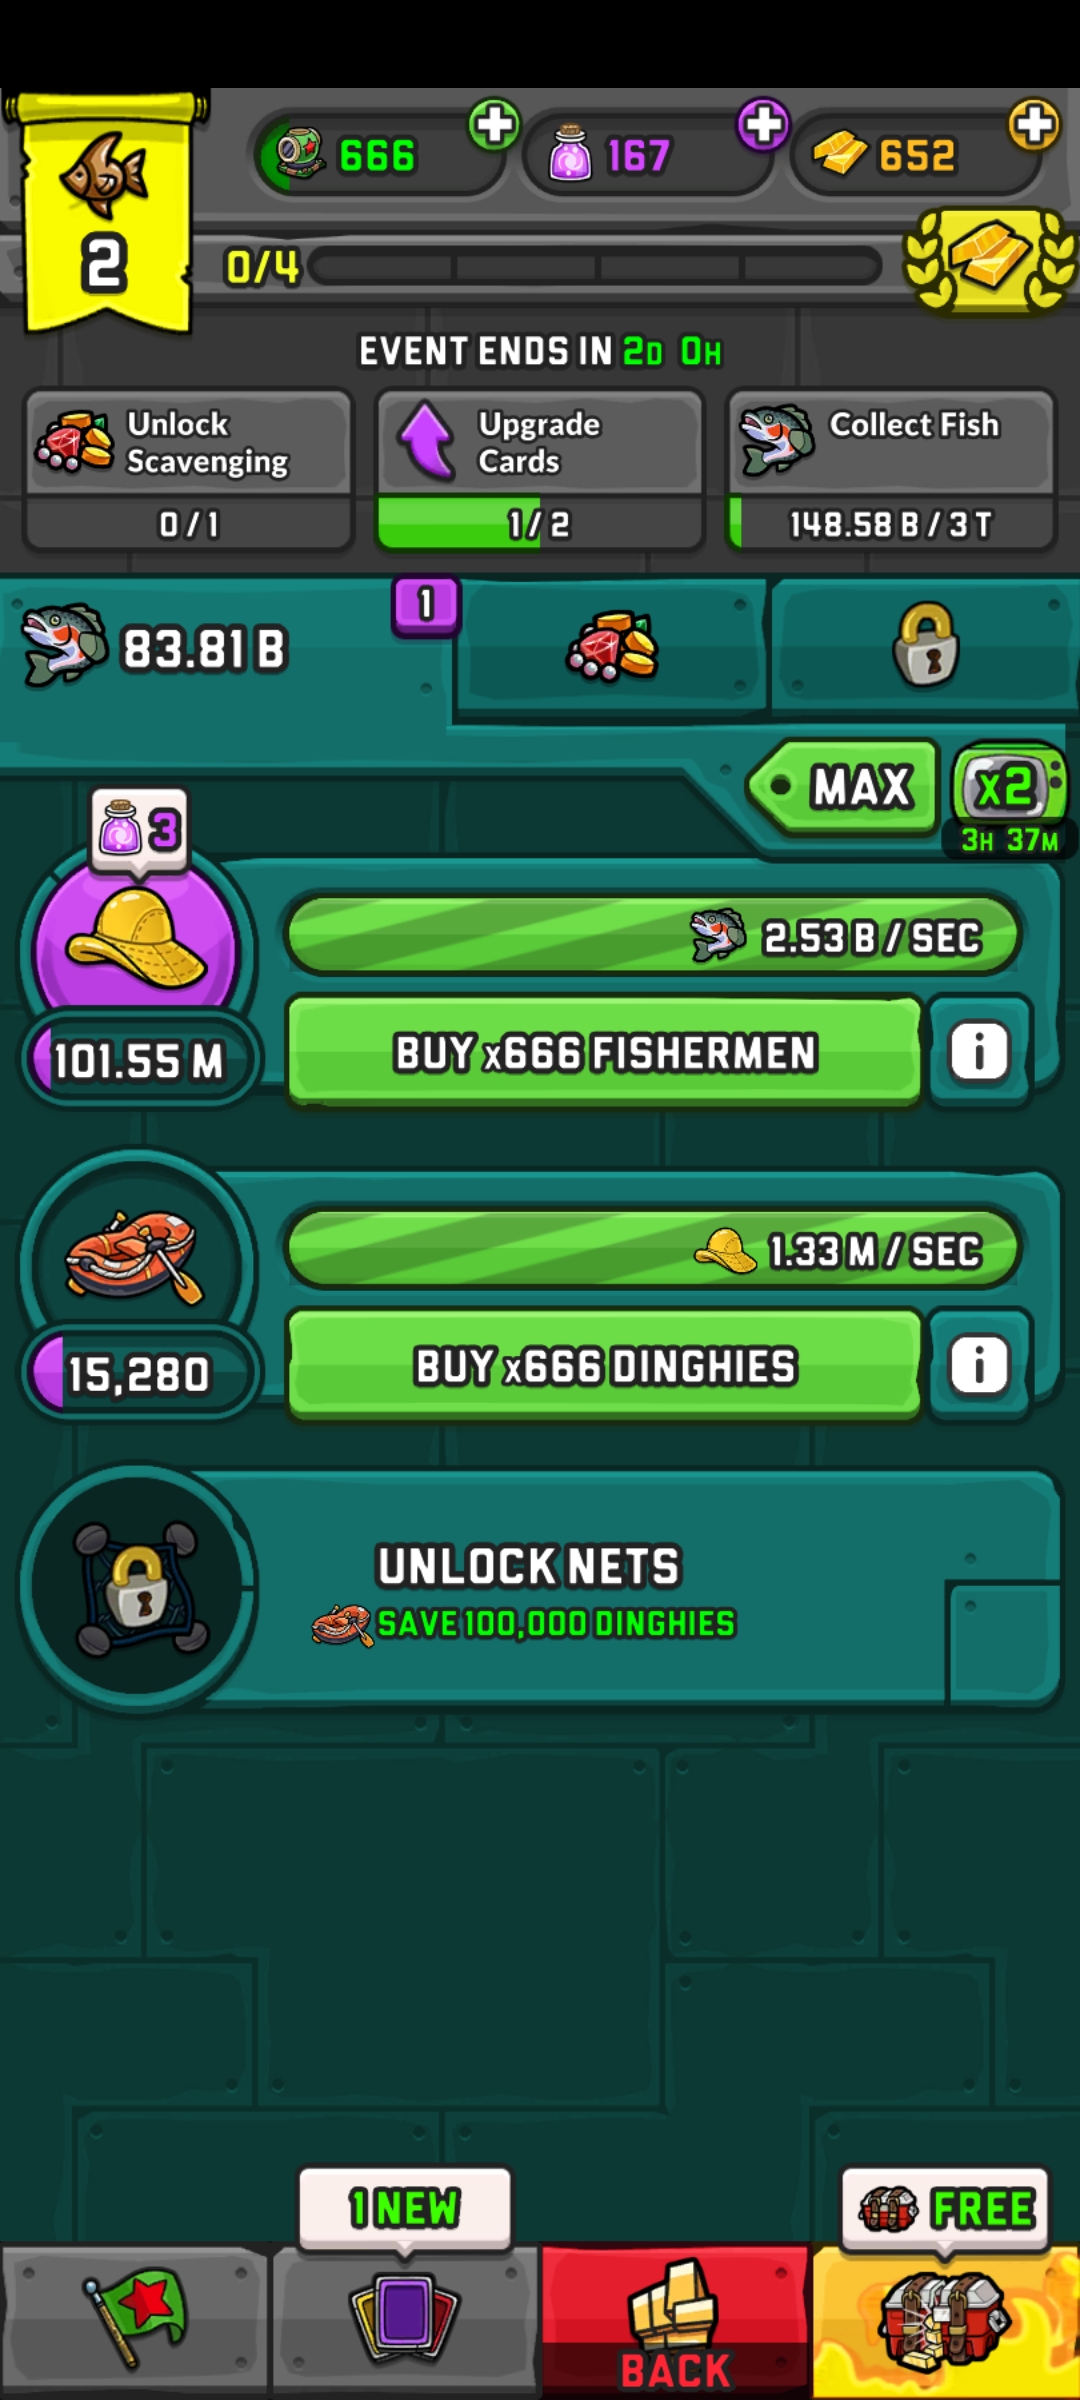 666
167
652
2
0/4
EVENT ENDS IN 2D 0H
Unlock
Scavenging
0 / 1
Upgrade
Cards
1 / 2
Collect Fish
148.58 B / 3 T
83.81 B
1
MAX
x2
3H 37M
3
2.53 B / SEC
101.55 M
BUY x666 FISHERMEN
i
1.33 M / SEC
15,280
BUY x666 DINGHIES
i
UNLOCK NETS
SAVE 100,000 DINGHIES
1 NEW
FREE
BACK